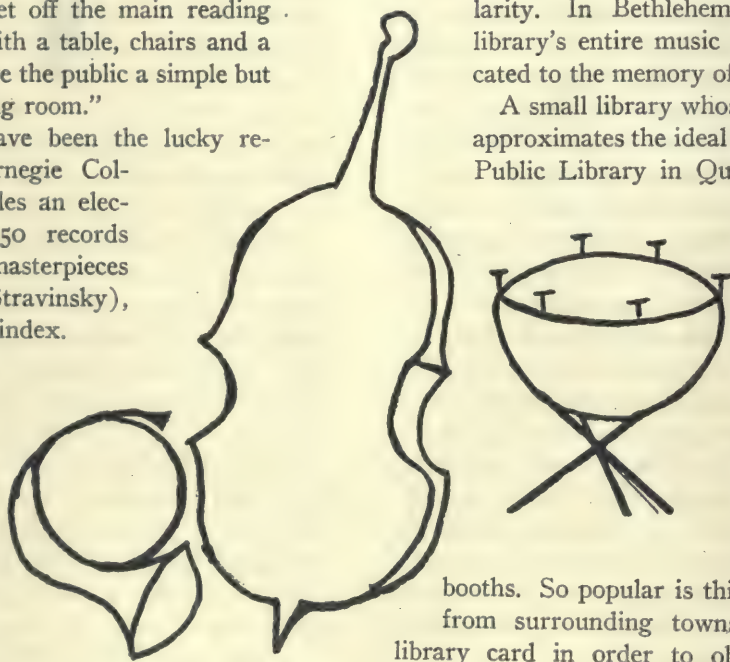 et off the main reading
ith a table, chairs and a
e the public a simple but
g room.”
ave been the lucky re-
rnegie Col-
les an elec-
50 records
nasterpieces
Stravinsky),
index.
larity. In Bethlehem
library's entire music
cated to the memory of
A small library whos
approximates the ideal
Public Library in Qu
booths. So popular is thi
from surrounding town
library card in order to ob